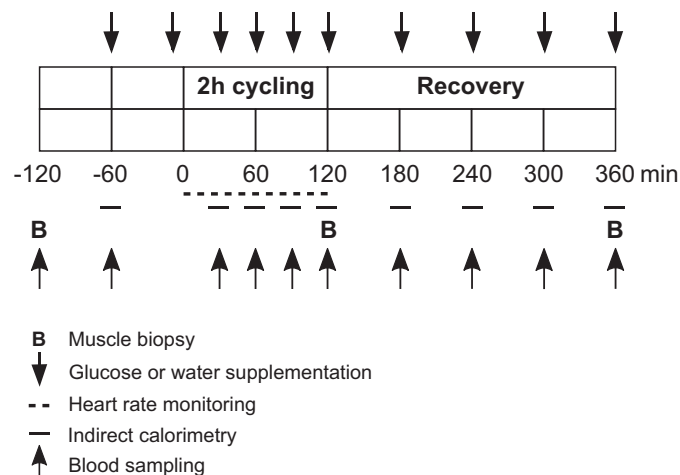 2h cycling Recovery
-120 -60 0 60 120 180 240 300 360 min
B B B
B Muscle biopsy
Glucose or water supplementation
Heart rate monitoring
Indirect calorimetry
Blood sampling